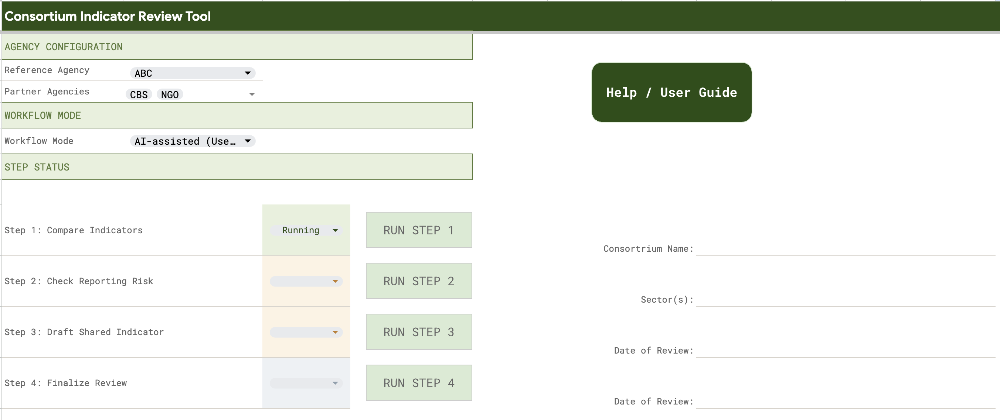 Consortium Indicator Review Tool
AGENCY CONFIGURATION
Reference Agency ABC
Partner Agencies CBS NGO
Help / User Guide
WORKFLOW MODE
Workflow Mode AI-assisted (Use…
STEP STATUS
Step 1: Compare Indicators Running RUN STEP 1
Consortrium Name:
Step 2: Check Reporting Risk RUN STEP 2
Sector(s):
Step 3: Draft Shared Indicator RUN STEP 3
Date of Review:
Step 4: Finalize Review RUN STEP 4
Date of Review: